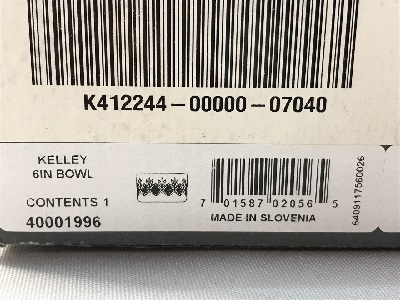 K412244-00000-07040
KELLEY
6IN BOWL
CONTENTS 1
40001996
7 01587 02056 5
MADE IN SLOVENIA
6409117560026